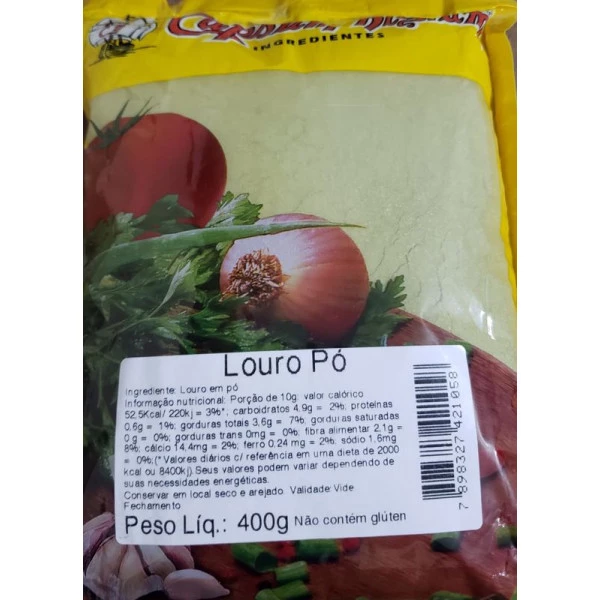 INGREDIENTES
Louro Pó
Ingrediente: Louro em pó
Informação nutricional: Porção de 10g: valor calórico
52,5Kcal/ 220kj = 3%*; carboidratos 4,9g = 2%; proteínas
0,6g = 1%; gorduras totais 3,6g = 7%; gorduras saturadas
0 g = 0%; gorduras trans 0mg = 0%; fibra alimentar 2,1g =
8%; cálcio 14,4mg = 2%; ferro 0,24 mg = 2%; sódio 1,6mg
= 0%;(*Valores diários c/ referência em uma dieta de 2000
kcal ou 8400kj).Seus valores podem variar dependendo de
suas necessidades energéticas.
Conservar em local seco e arejado. Validade:Vide
Fechamento
Peso Líq.: 400g Não contém glúten
7 898327 421058